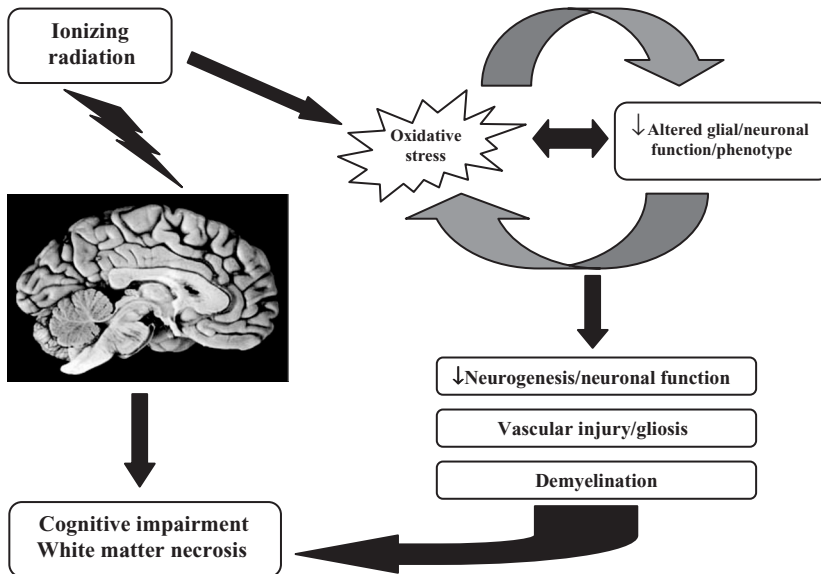 Ionizing
radiation
Oxidative
stress
↓Altered glial/neuronal
function/phenotype
↓Neurogenesis/neuronal function
Vascular injury/gliosis
Demyelination
Cognitive impairment
White matter necrosis